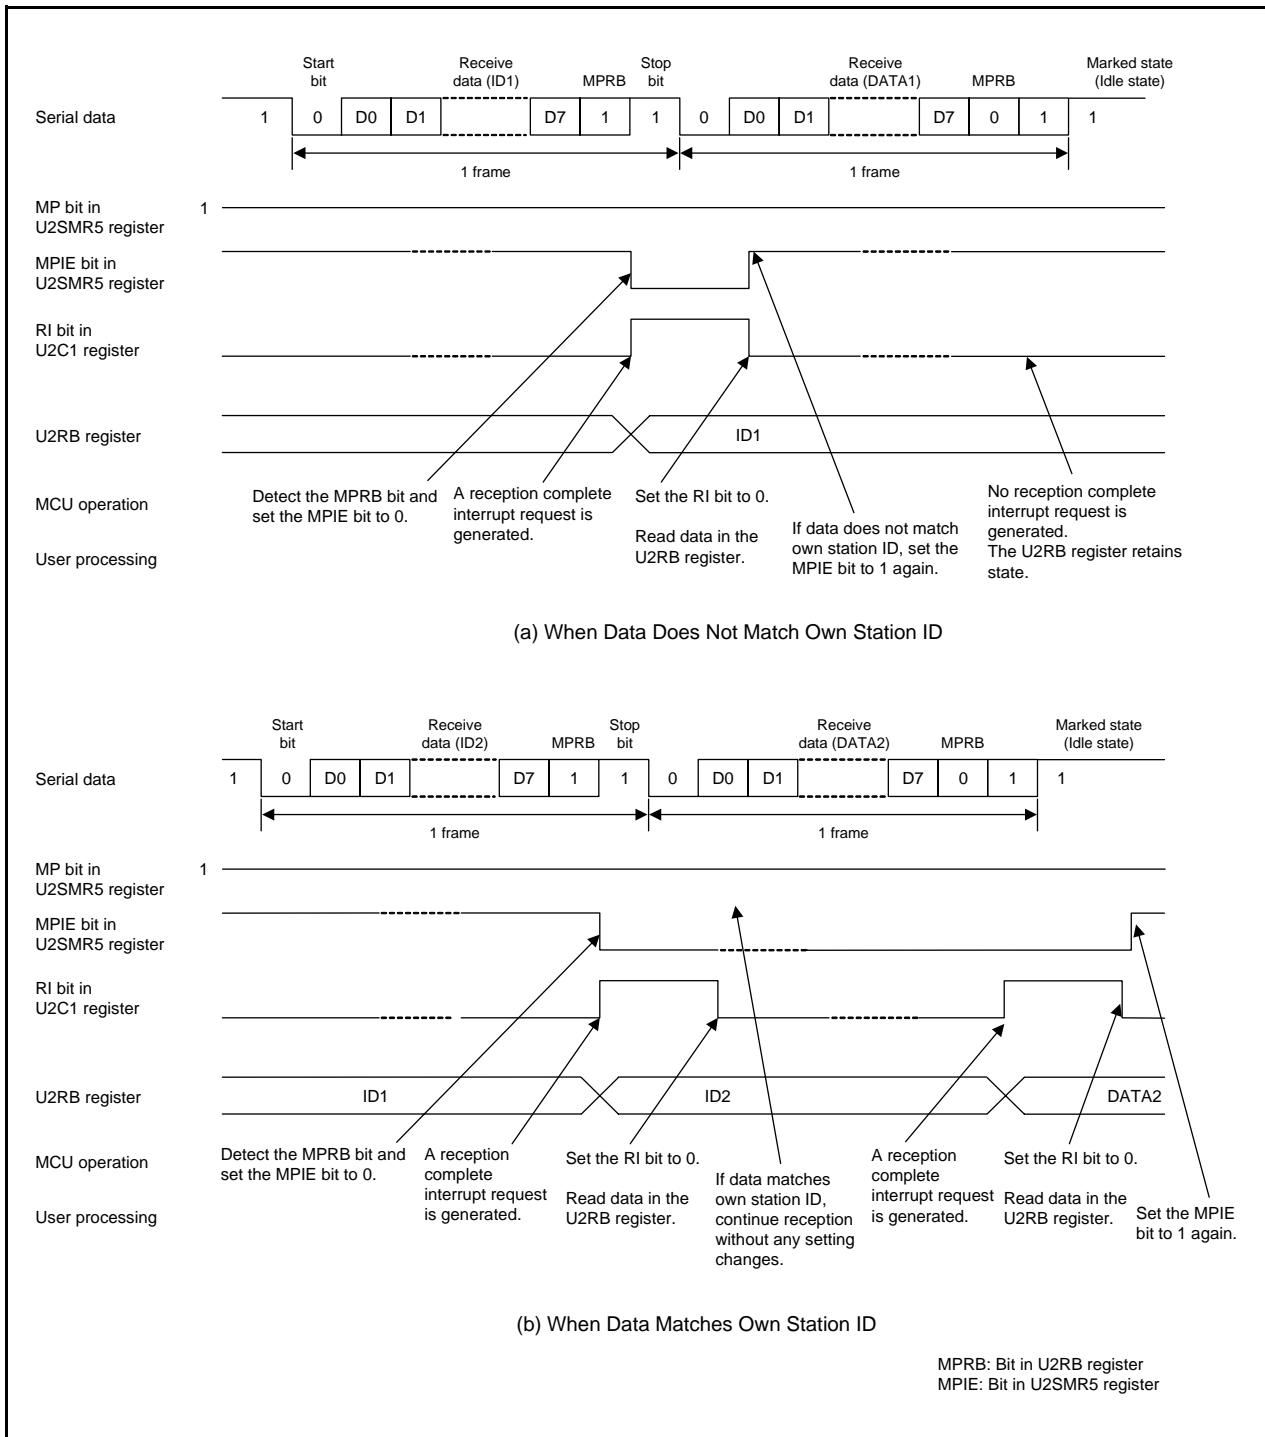 Start bit
Receive data (ID1)
MPRB
Stop bit
Receive data (DATA1)
MPRB
Marked state (Idle state)
Serial data
1 0 D0 D1 D7 1 1 0 D0 D1 D7 0 1 1
1 frame
1 frame
MP bit in
U2SMR5 register
1
MPIE bit in
U2SMR5 register
RI bit in
U2C1 register
U2RB register
ID1
MCU operation
User processing
Detect the MPRB bit and
set the MPIE bit to 0.
A reception complete
interrupt request is
generated.
Set the RI bit to 0.
Read data in the
U2RB register.
If data does not match
own station ID, set the
MPIE bit to 1 again.
No reception complete
interrupt request is
generated.
The U2RB register retains
state.
(a) When Data Does Not Match Own Station ID
Start bit
Receive data (ID2)
MPRB
Stop bit
Receive data (DATA2)
MPRB
Marked state (Idle state)
Serial data
1 0 D0 D1 D7 1 1 0 D0 D1 D7 0 1 1
1 frame
1 frame
MP bit in
U2SMR5 register
1
MPIE bit in
U2SMR5 register
RI bit in
U2C1 register
U2RB register
ID1
ID2
DATA2
MCU operation
User processing
Detect the MPRB bit and
set the MPIE bit to 0.
A reception
complete
interrupt request
is generated.
Set the RI bit to 0.
Read data in the
U2RB register.
If data matches
own station ID,
continue reception
without any setting
changes.
A reception
complete
interrupt request
is generated.
Set the RI bit to 0.
Read data in the
U2RB register.
Set the MPIE
bit to 1 again.
(b) When Data Matches Own Station ID
MPRB: Bit in U2RB register
MPIE: Bit in U2SMR5 register